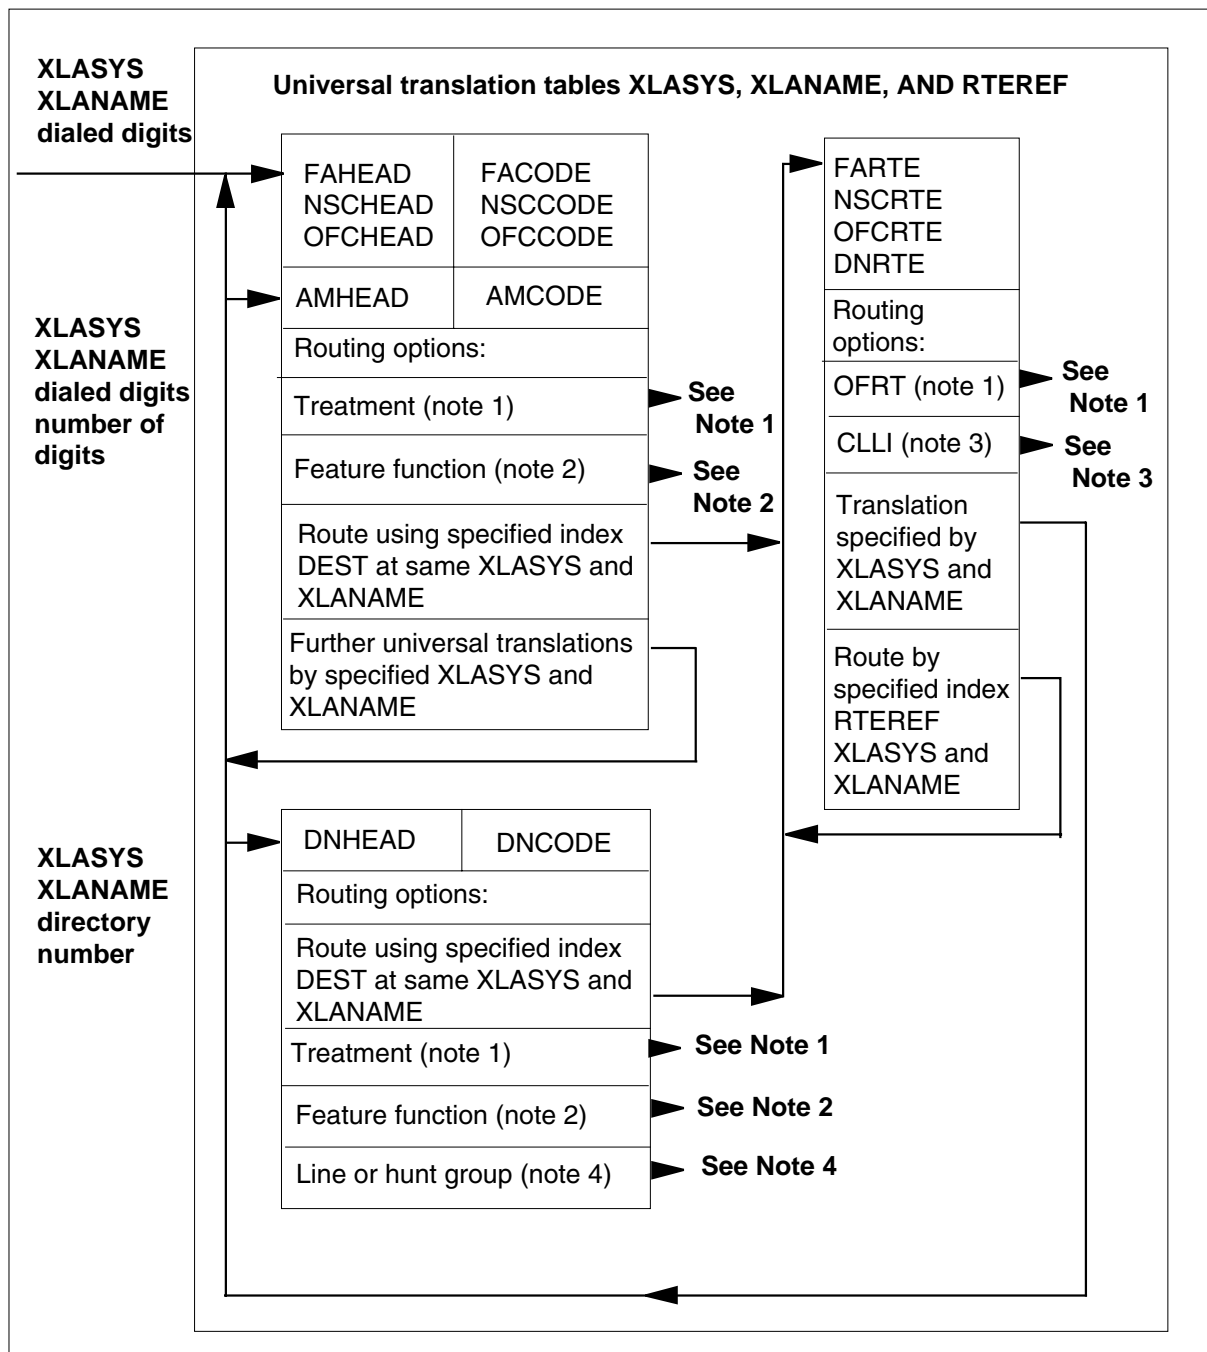 XLASYS
XLANAME
dialed digits
Universal translation tables XLASYS, XLANAME, AND RTEREF
FAHEAD
NSCHEAD
OFCHEAD
FACODE
NSCCODE
OFCCODE
AMHEAD
AMCODE
Routing options:
Treatment (note 1)
See
Note 1
Feature function (note 2)
See
Note 2
Route using specified index
DEST at same XLASYS and
XLANAME
Further universal translations
by specified XLASYS and
XLANAME
XLASYS
XLANAME
dialed digits
number of
digits
FARTE
NSCRTE
OFCRTE
DNRTE
Routing
options:
OFRT (note 1)
See
Note 1
CLLI (note 3)
See
Note 3
Translation
specified by
XLASYS and
XLANAME
Route by
specified index
RTEREF
XLASYS and
XLANAME
XLASYS
XLANAME
directory
number
DNHEAD
DNCODE
Routing options:
Route using specified index
DEST at same XLASYS and
XLANAME
Treatment (note 1)
See Note 1
Feature function (note 2)
See Note 2
Line or hunt group (note 4)
See Note 4